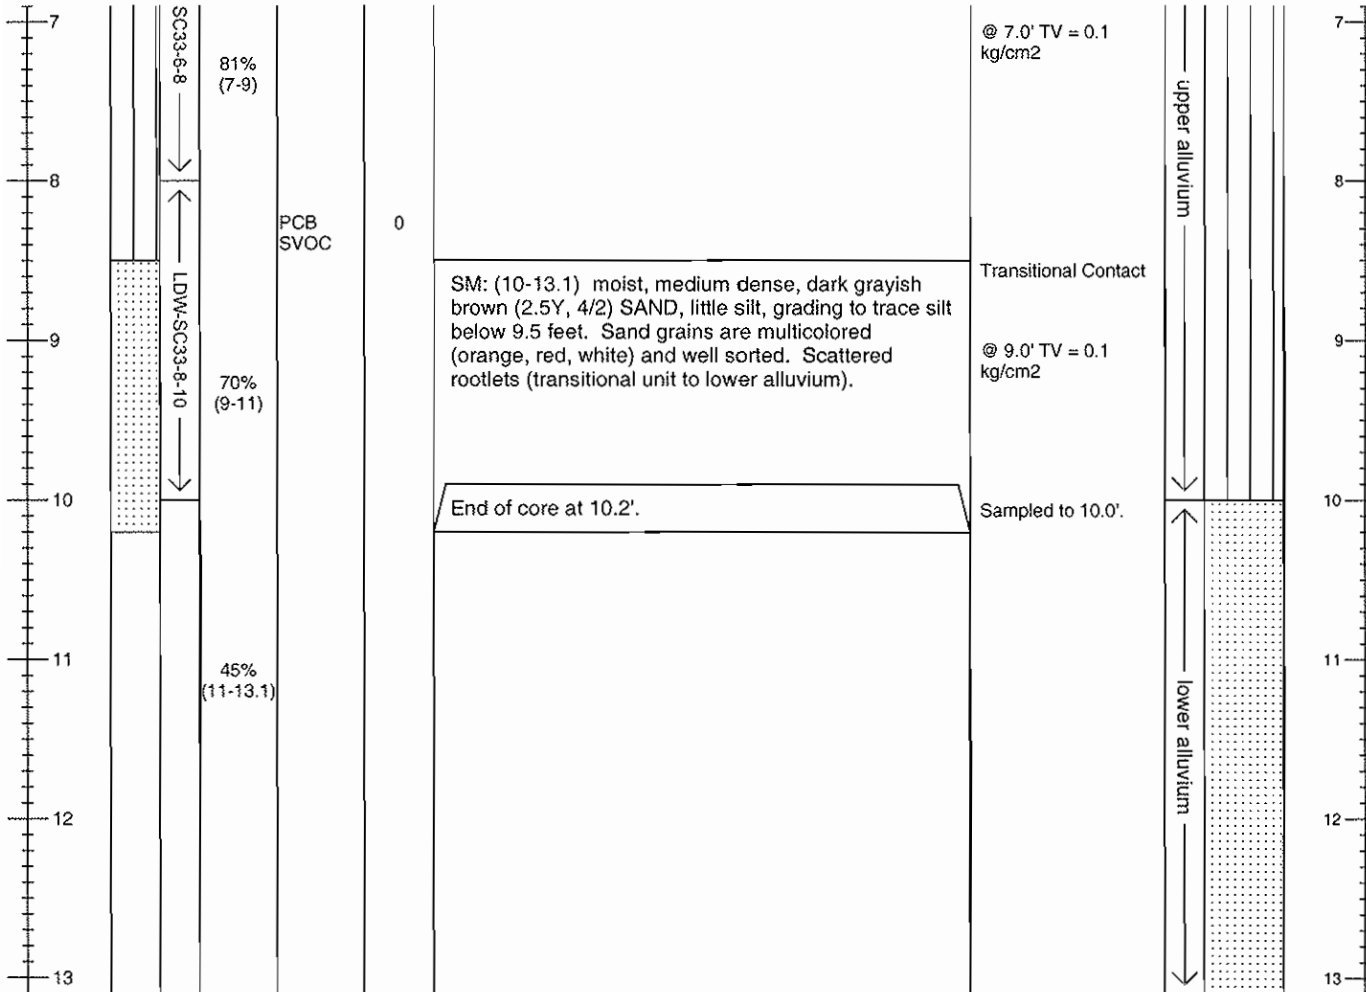 7
SC33-6-8
81%
(7-9)
@ 7.0' TV = 0.1
kg/cm2
upper alluvium
7
8
8
PCB
SVOC
0
LDW-SC33-8-10
SM: (10-13.1) moist, medium dense, dark grayish
brown (2.5Y, 4/2) SAND, little silt, grading to trace silt
below 9.5 feet. Sand grains are multicolored
(orange, red, white) and well sorted. Scattered
rootlets (transitional unit to lower alluvium).
Transitional Contact
9
@ 9.0' TV = 0.1
kg/cm2
9
70%
(9-11)
10
End of core at 10.2'.
Sampled to 10.0'.
10
11
45%
(11-13.1)
lower alluvium
11
12
12
13
13